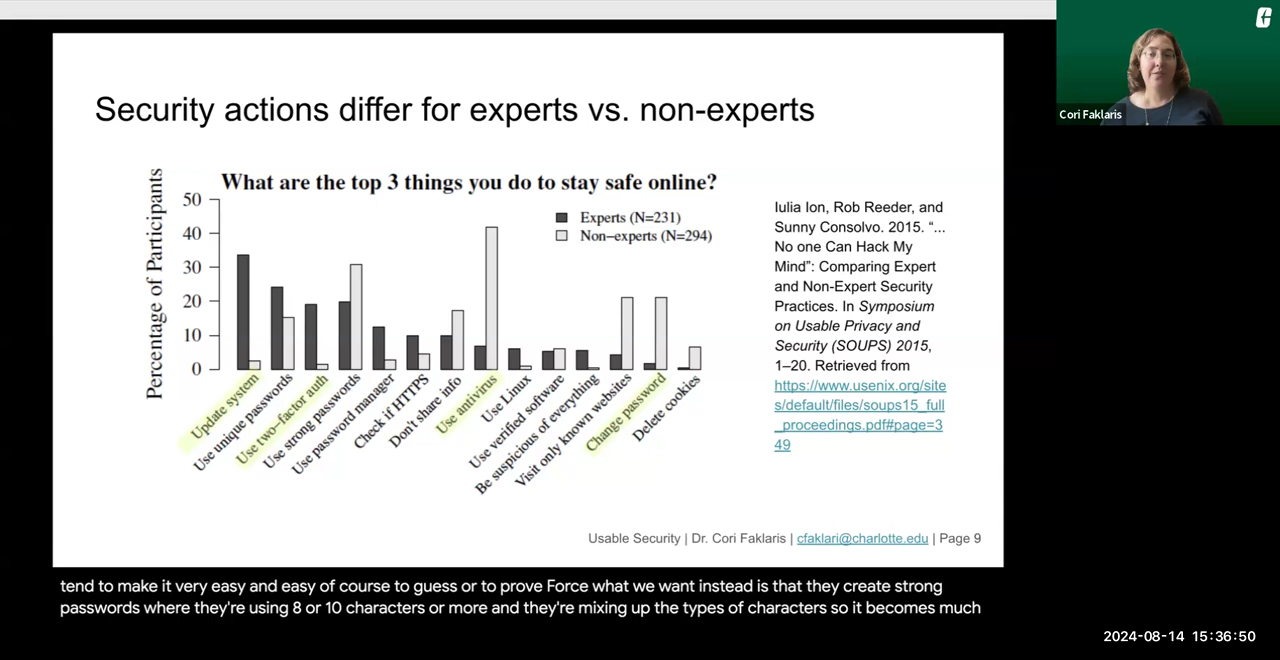 Cori Faklaris
Security actions differ for experts vs. non-experts
What are the top 3 things you do to stay safe online?
Percentage of Participants
50
40
30
20
10
0
Experts (N=231)
Non-experts (N=294)
Update system
Use unique passwords
Use two-factor auth
Use strong passwords
Use password manager
Check if HTTPS
Don't share info
Use antivirus
Use Linux
Use verified software
Be suspicious of everything
Visit only known websites
Change password
Delete cookies
Iulia Ion, Rob Reeder, and
Sunny Consolvo. 2015. “...
No one Can Hack My
Mind”: Comparing Expert
and Non-Expert Security
Practices. In Symposium
on Usable Privacy and
Security (SOUPS) 2015,
1–20. Retrieved from
https://www.usenix.org/site
s/default/files/soups15_full
_proceedings.pdf#page=3
49
Usable Security | Dr. Cori Faklaris | cfaklari@charlotte.edu | Page 9
tend to make it very easy and easy of course to guess or to prove Force what we want instead is that they create strong
passwords where they're using 8 or 10 characters or more and they're mixing up the types of characters so it becomes much
2024-08-14 15:36:50